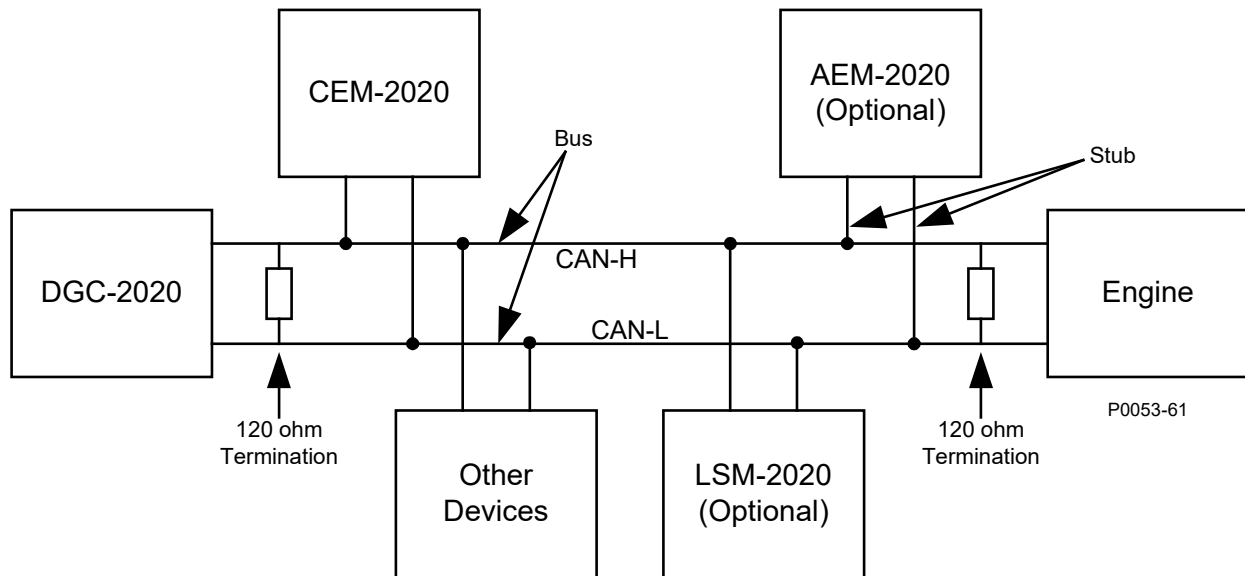 CEM-2020
AEM-2020
(Optional)
Bus
Stub
DGC-2020
CAN-H
CAN-L
Engine
120 ohm
Termination
120 ohm
Termination
P0053-61
Other
Devices
LSM-2020
(Optional)